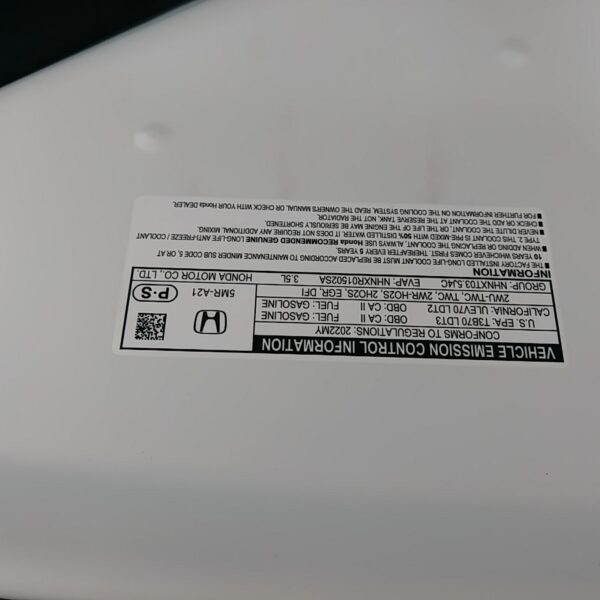 VEHICLE EMISSION CONTROL INFORMATION
CONFORMS TO REGULATIONS: 2022MY
U.S. EPA: T3B70 LDT3 OBD: CA II FUEL: GASOLINE
CALIFORNIA: ULEV70 LDT2 OBD: CA II FUEL: GASOLINE
2WU-TWC, TWC, 2WR-HO2S, 2HO2S, EGR, DFI
GROUP: NHNXT03.5J4C EVAP: NHNXR01502SA 3.5L
5MR-A21
P·S
HONDA MOTOR CO., LTD.
INFORMATION
■ THE FACTORY INSTALLED LONG-LIFE COOLANT MUST BE REPLACED ACCORDING TO MAINTENANCE MINDER SUB CODE 5, OR AT
10 YEARS WHICHEVER COMES FIRST. THEREAFTER EVERY 5 YEARS.
■ WHEN ADDING OR REPLACING THE COOLANT, ALWAYS USE Honda RECOMMENDED GENUINE LONG-LIFE ANTI-FREEZE / COOLANT
TYPE 2. THIS COOLANT IS PRE-MIXED WITH 50% DISTILLED WATER. IT DOES NOT REQUIRE ANY ADDITIONAL MIXING.
■ NEVER DILUTE THE COOLANT, OR THE LIFE OF THE ENGINE MAY BE SERIOUSLY SHORTENED.
■ CHECK OR ADD COOLANT AT THE RESERVE TANK, NOT THE RADIATOR.
■ FOR FURTHER INFORMATION ON THE COOLING SYSTEM, READ THE OWNER'S MANUAL OR CHECK WITH YOUR Honda DEALER.